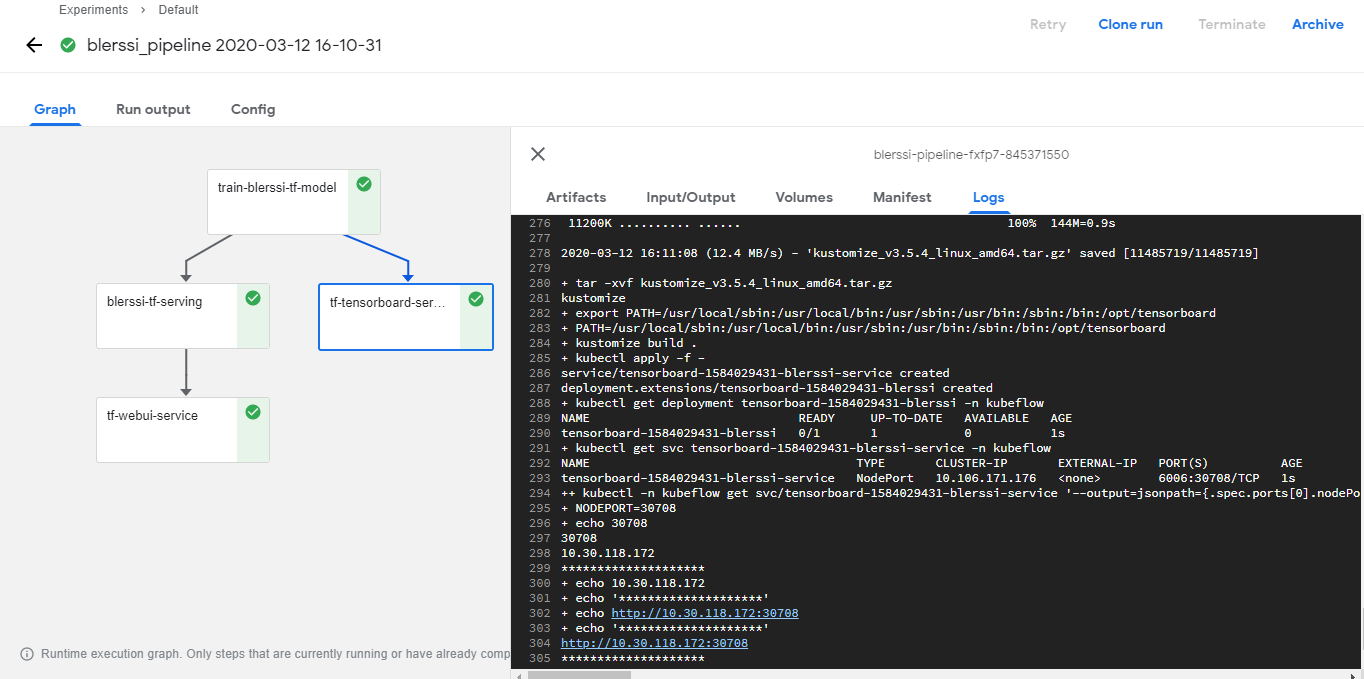 Experiments > Default
Retry Clone run Terminate Archive
blerssi_pipeline 2020-03-12 16-10-31
Graph Run output Config
train-blerssi-tf-model
blerssi-tf-serving
tf-tensorboard-ser...
tf-webui-service
Runtime execution graph. Only steps that are currently running or have already comp
blerssi-pipeline-fxfp7-845371550
Artifacts Input/Output Volumes Manifest Logs
276 11200K .......... ...... 100% 144M=0.9s
277
278 2020-03-12 16:11:08 (12.4 MB/s) - 'kustomize_v3.5.4_linux_amd64.tar.gz' saved [11485719/11485719]
279
280 + tar -xvf kustomize_v3.5.4_linux_amd64.tar.gz
281 kustomize
282 + export PATH=/usr/local/sbin:/usr/local/bin:/usr/sbin:/usr/bin:/sbin:/bin:/opt/tensorboard
283 + PATH=/usr/local/sbin:/usr/local/bin:/usr/sbin:/usr/bin:/sbin:/bin:/opt/tensorboard
284 + kustomize build .
285 + kubectl apply -f -
286 service/tensorboard-1584029431-blerssi-service created
287 deployment.extensions/tensorboard-1584029431-blerssi created
288 + kubectl get deployment tensorboard-1584029431-blerssi -n kubeflow
289 NAME READY UP-TO-DATE AVAILABLE AGE
290 tensorboard-1584029431-blerssi 0/1 1 0 1s
291 + kubectl get svc tensorboard-1584029431-blerssi-service -n kubeflow
292 NAME TYPE CLUSTER-IP EXTERNAL-IP PORT(S) AGE
293 tensorboard-1584029431-blerssi-service NodePort 10.106.171.176 <none> 6006:30708/TCP 1s
294 ++ kubectl -n kubeflow get svc/tensorboard-1584029431-blerssi-service '--output=jsonpath={.spec.ports[0].nodePo
295 + NODEPORT=30708
296 + echo 30708
297 30708
298 10.30.118.172
299 ********************
300 + echo 10.30.118.172
301 + echo '********************'
302 + echo http://10.30.118.172:30708
303 + echo '********************'
304 http://10.30.118.172:30708
305 ********************